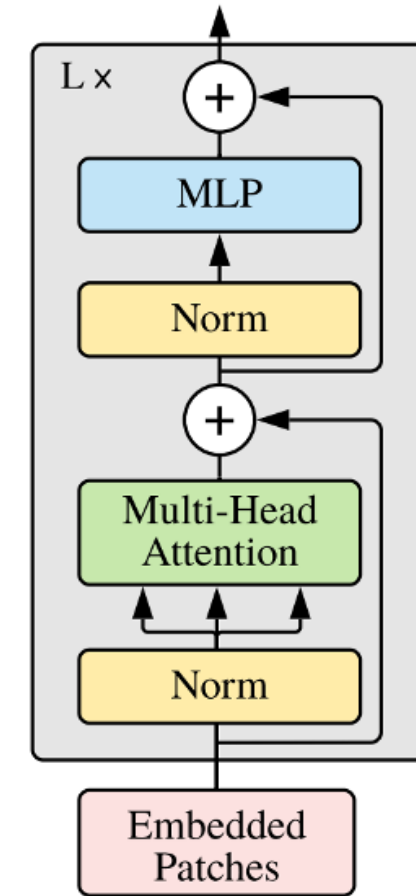 L ×
+
MLP
Norm
+
Multi-Head
Attention
Norm
Embedded
Patches